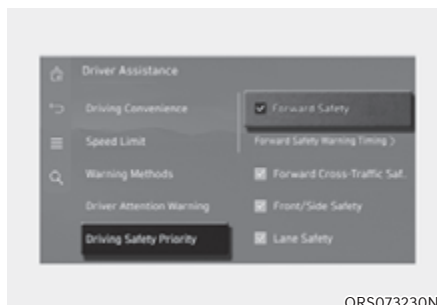 Driver Assistance
Driving Convenience
Speed Limit
Warning Methods
Driver Attention Warning
Driving Safety Priority
Forward Safety
Forward Safety Warning Timing >
Forward Cross-Traffic Saf.
Front/Side Safety
Lane Safety
ORS073230N